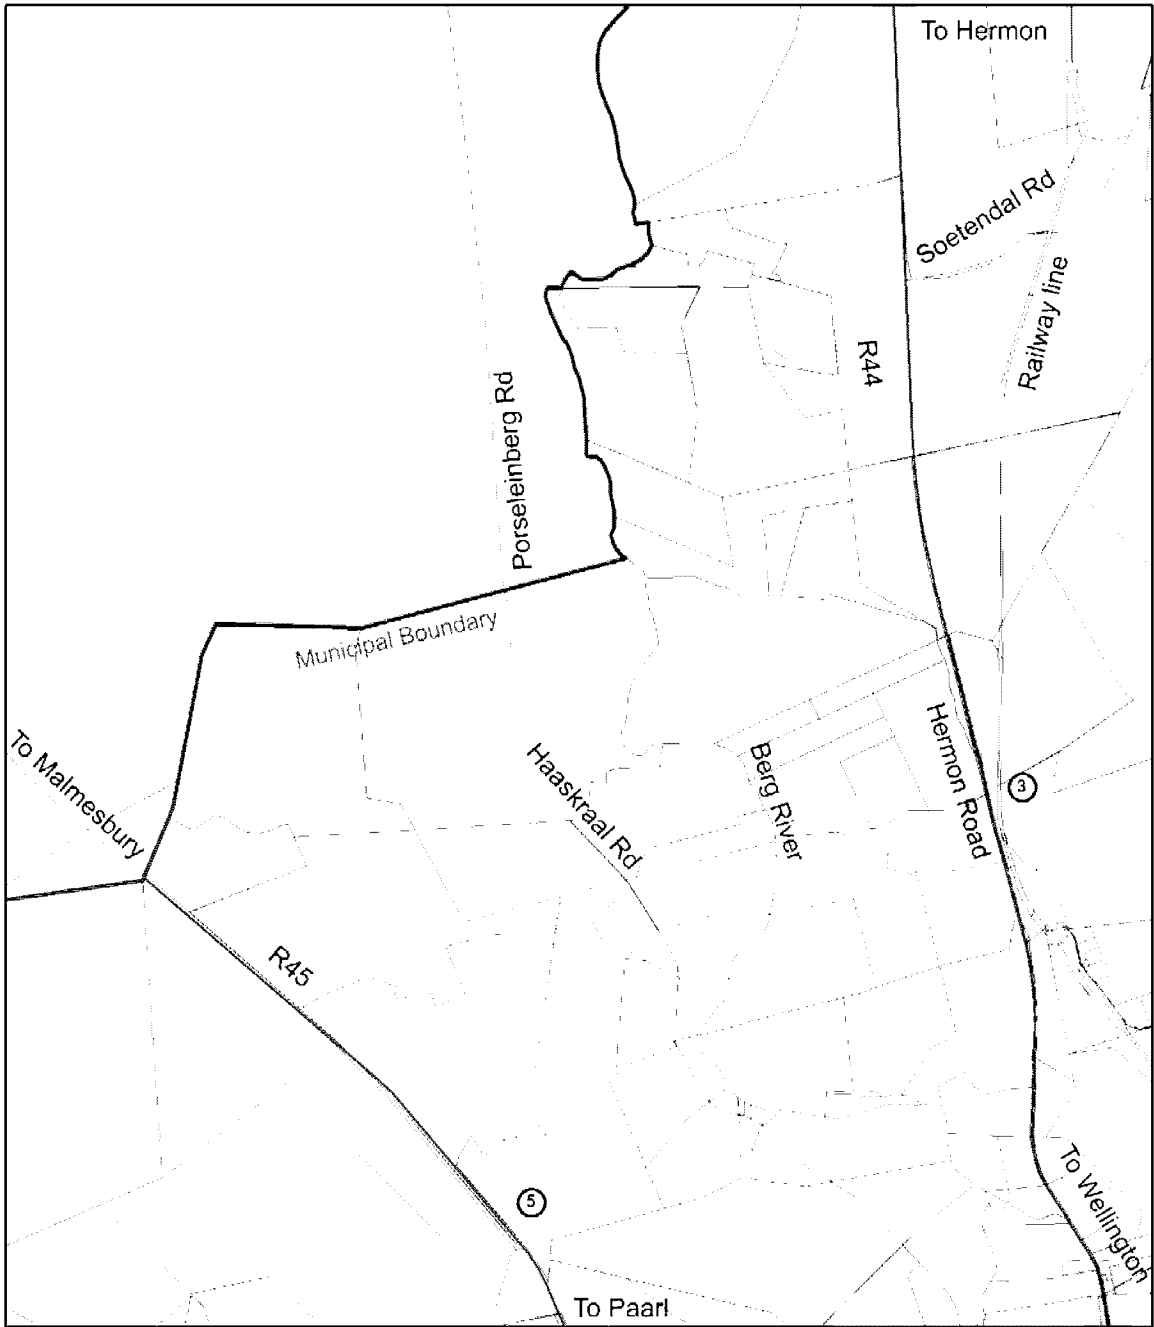 To Hermon
Soetendal Rd
Railway line
R44
Porseleinberg Rd
Municipal Boundary
To Malmesbury
Haaskraal Rd
Berg River
Hermon Road
3
R45
5
To Wellington
To Paarl